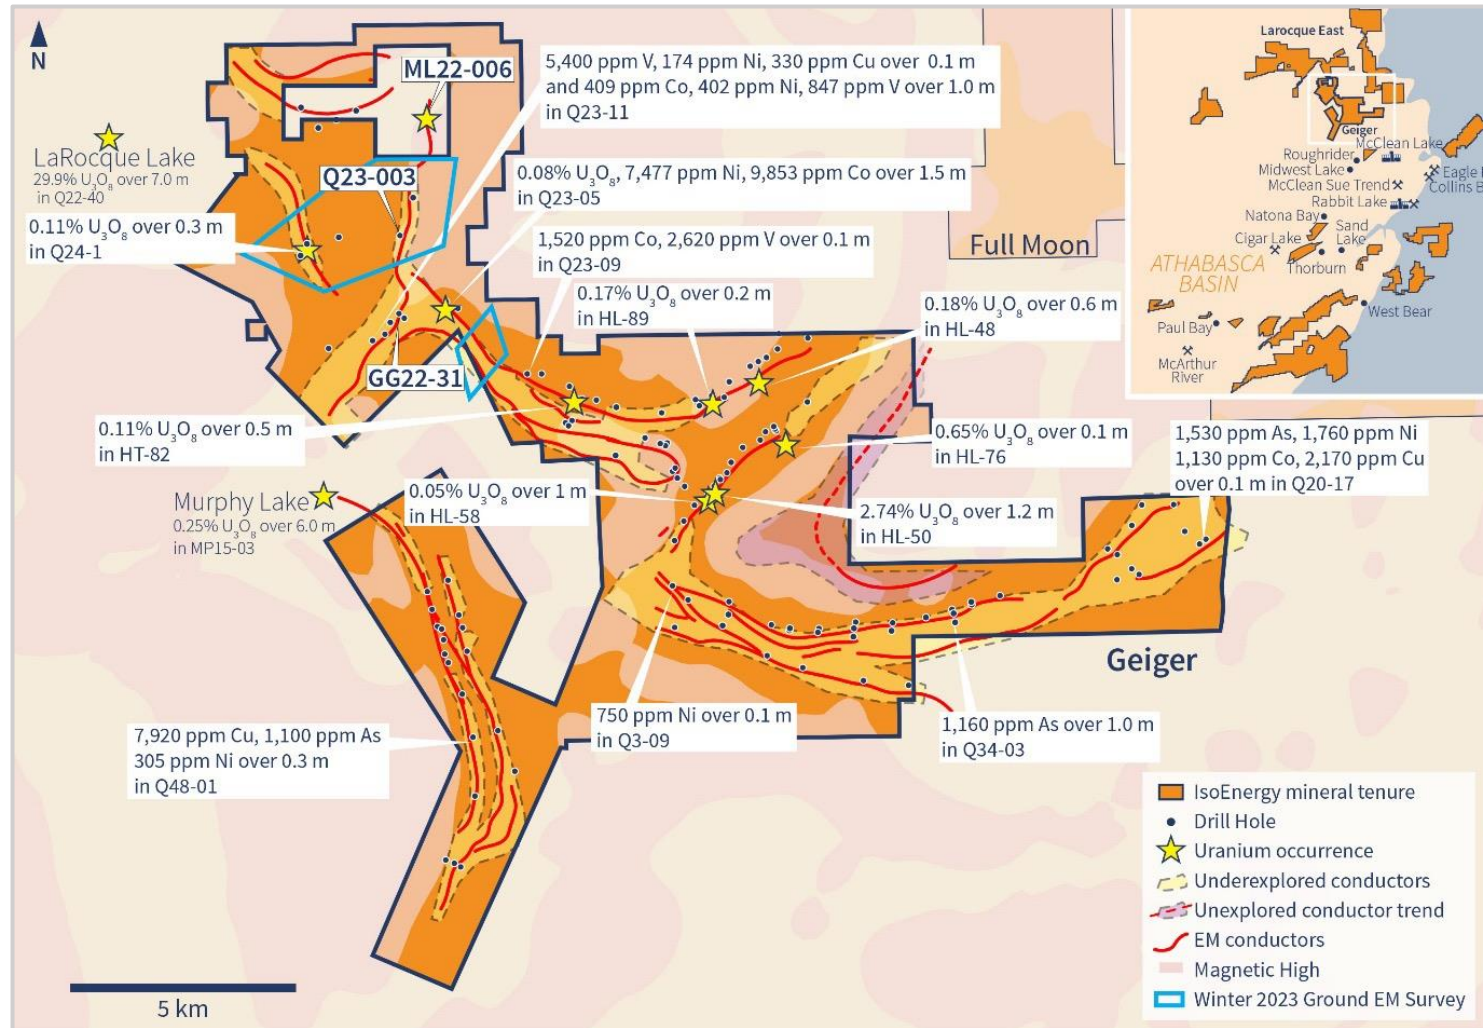 N
ML22-006
5,400 ppm V, 174 ppm Ni, 330 ppm Cu over 0.1 m
and 409 ppm Co, 402 ppm Ni, 847 ppm V over 1.0 m
in Q23-11
LaRocque Lake
29.9% U₃O₈ over 7.0 m
in Q22-40
Q23-003
0.08% U₃O₈, 7,477 ppm Ni, 9,853 ppm Co over 1.5 m
in Q23-05
0.11% U₃O₈ over 0.3 m
in Q24-1
1,520 ppm Co, 2,620 ppm V over 0.1 m
in Q23-09
Full Moon
0.17% U₃O₈ over 0.2 m
in HL-89
0.18% U₃O₈ over 0.6 m
in HL-48
GG22-31
0.11% U₃O₈ over 0.5 m
in HT-82
0.65% U₃O₈ over 0.1 m
in HL-76
1,530 ppm As, 1,760 ppm Ni
1,130 ppm Co, 2,170 ppm Cu
over 0.1 m in Q20-17
Murphy Lake
0.25% U₃O₈ over 6.0 m
in MP15-03
0.05% U₃O₈ over 1 m
in HL-58
2.74% U₃O₈ over 1.2 m
in HL-50
Geiger
750 ppm Ni over 0.1 m
in Q3-09
1,160 ppm As over 1.0 m
in Q34-03
7,920 ppm Cu, 1,100 ppm As
305 ppm Ni over 0.3 m
in Q48-01
5 km
Larocque East
Geiger
McClean Lake
Roughrider
Midwest Lake
McClean Sue Trend
Eagle
Collins B
Rabbit Lake
Natona Bay
Sand
Lake
Cigar Lake
Thorburn
ATHABASCA
BASIN
West Bear
Paul Bay
McArthur
River
IsoEnergy mineral tenure
Drill Hole
Uranium occurrence
Underexplored conductors
Unexplored conductor trend
EM conductors
Magnetic High
Winter 2023 Ground EM Survey